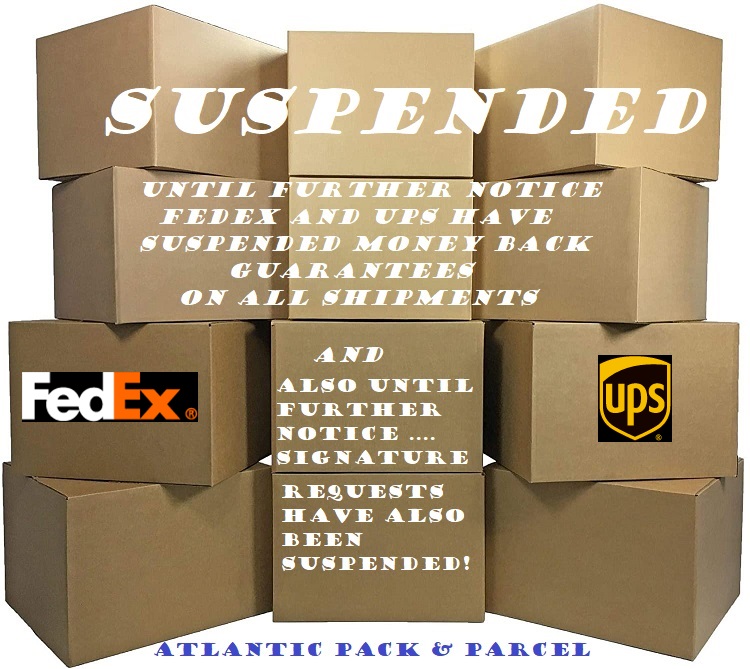 SUSPENDED
UNTIL FURTHER NOTICE
FEDEX AND UPS HAVE
SUSPENDED MONEY BACK
GUARANTEES
ON ALL SHIPMENTS
AND
ALSO UNTIL
FURTHER
NOTICE ....
SIGNATURE
REQUESTS
HAVE ALSO
BEEN
SUSPENDED!
FedEx®
ups®
ATLANTIC PACK & PARCEL